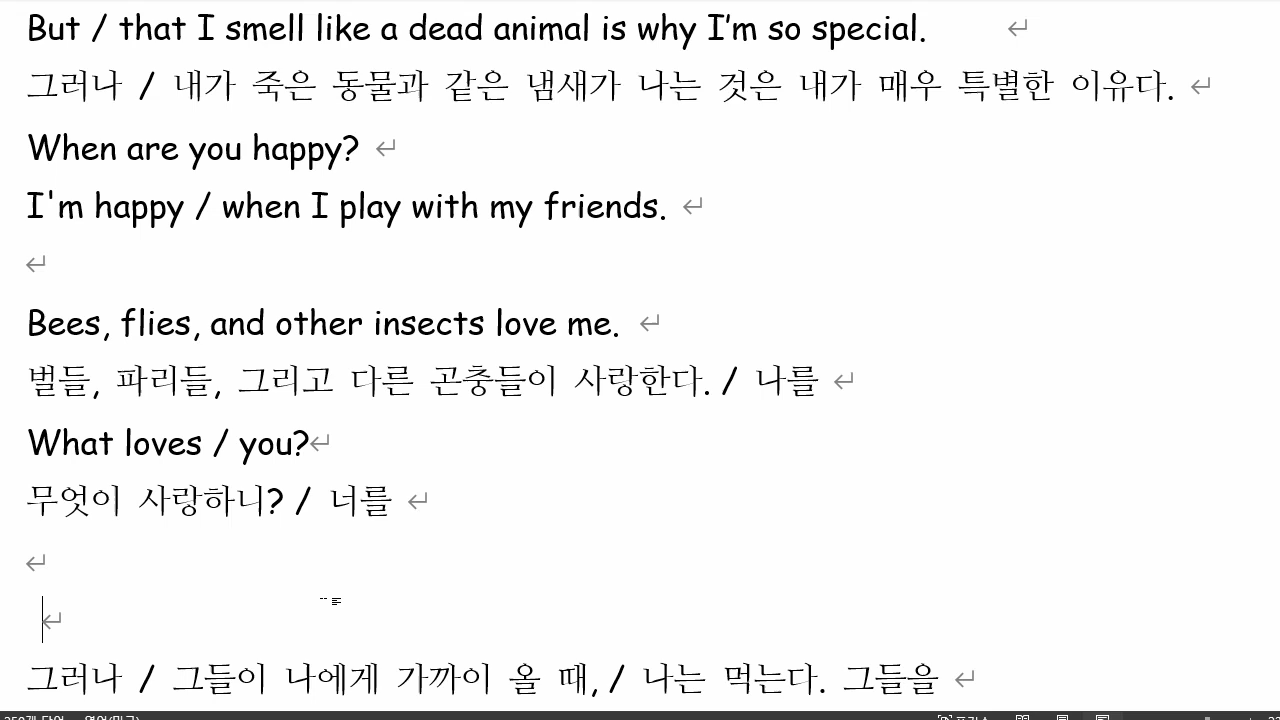 But / that I smell like a dead animal is why I'm so special.
그러나 / 내가 죽은 동물과 같은 냄새가 나는 것은 내가 매우 특별한 이유다.
When are you happy?
I'm happy / when I play with my friends.
Bees, flies, and other insects love me.
벌들, 파리들, 그리고 다른 곤충들이 사랑한다. / 나를
What loves / you?
무엇이 사랑하니? / 너를
그러나 / 그들이 나에게 가까이 올 때, / 나는 먹는다. 그들을